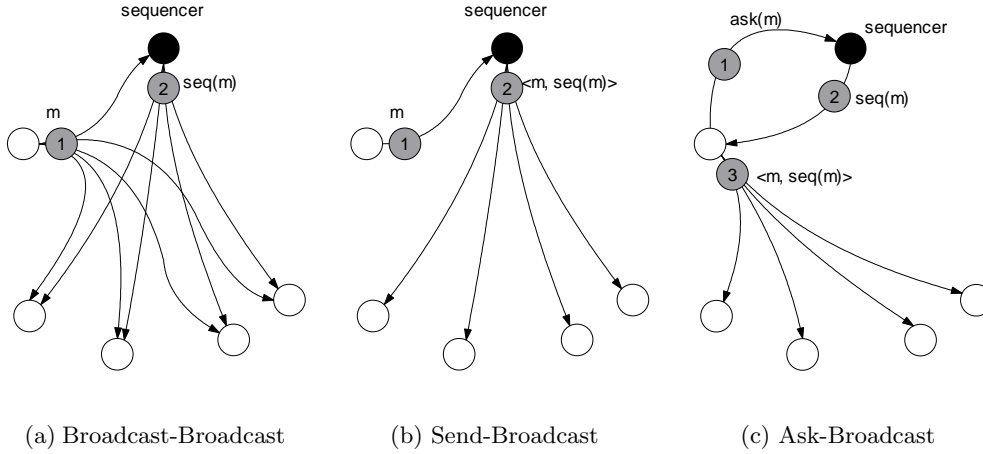 sequencer
m
1
2
seq(m)
(a) Broadcast-Broadcast
sequencer
m
1
2
<m, seq(m)>
(b) Send-Broadcast
ask(m)
sequencer
1
2
seq(m)
3
<m, seq(m)>
(c) Ask-Broadcast